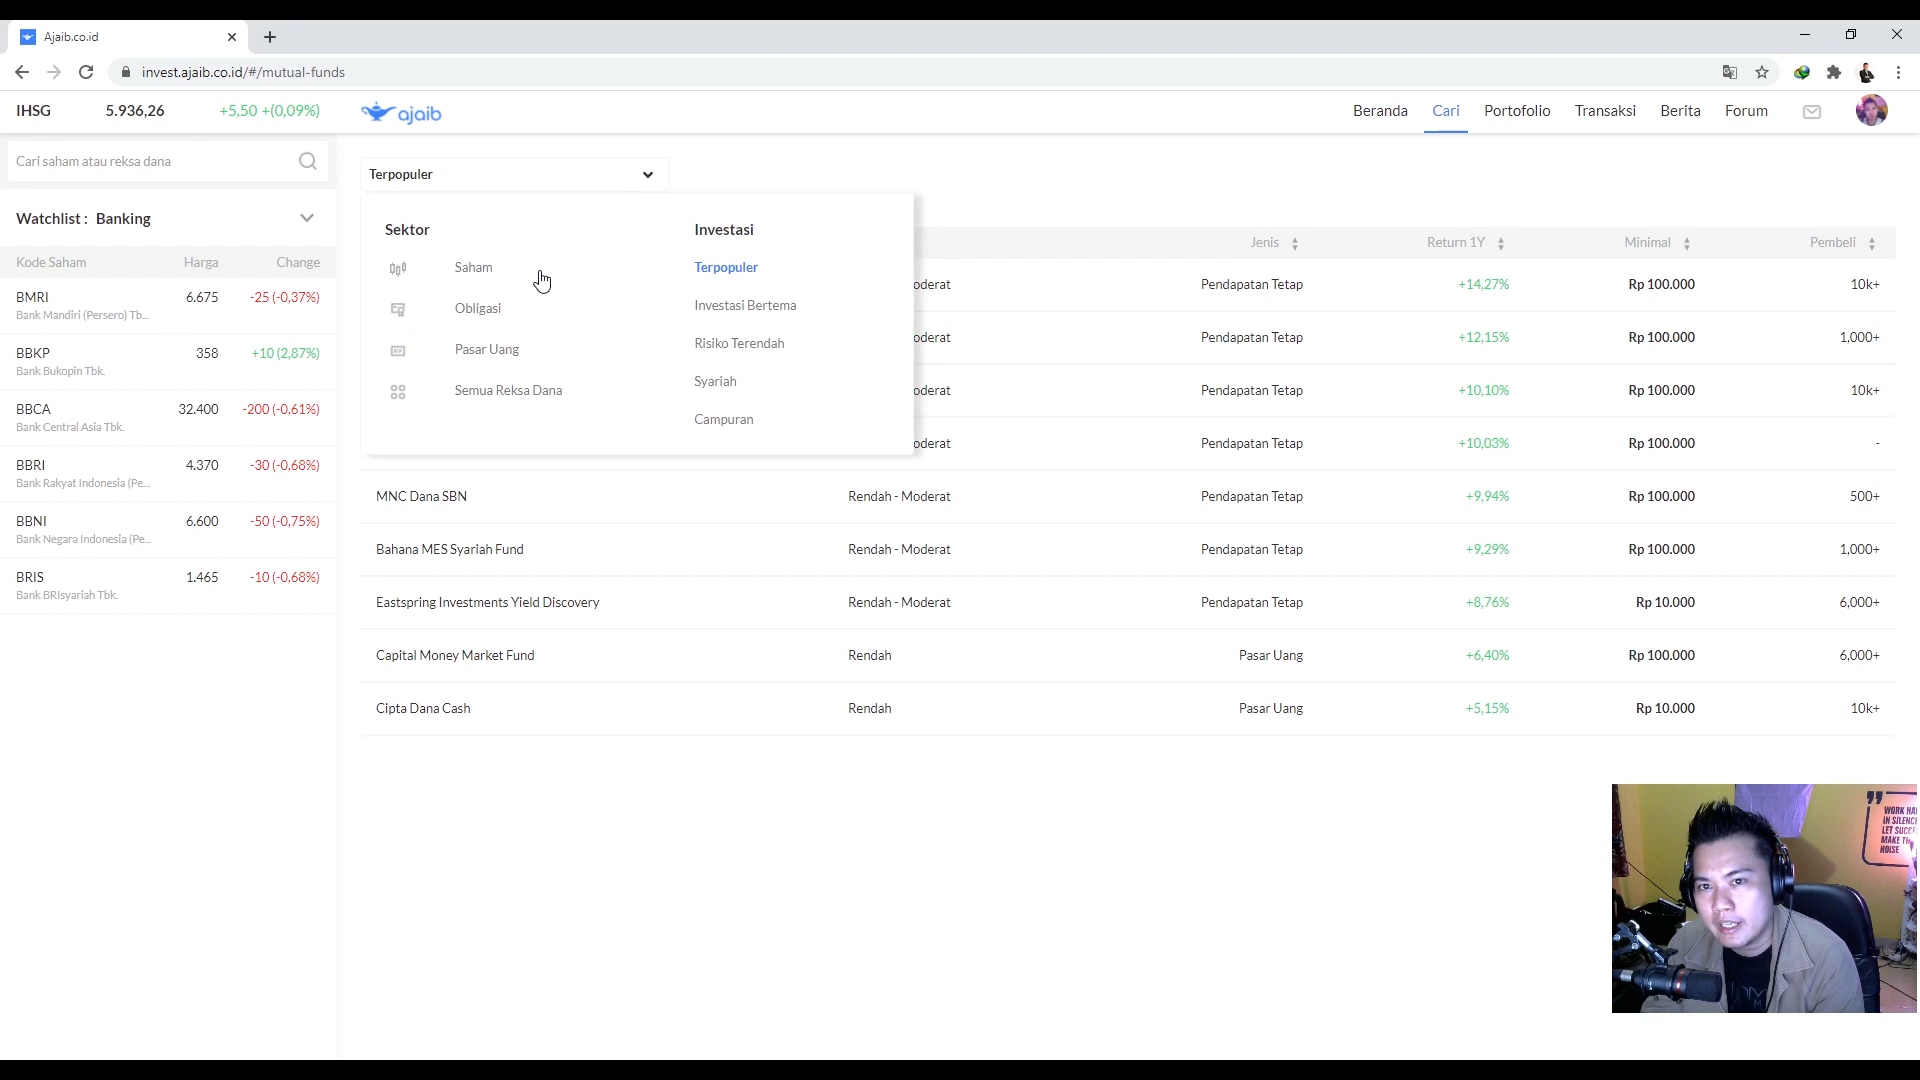 Ajaib.co.id
invest.ajaib.co.id/#/mutual-funds
IHSG 5.936,26 +5,50 +(0,09%)
ajaib
Beranda Cari Portofolio Transaksi Berita Forum
Cari saham atau reksa dana
Watchlist : Banking
Kode Saham Harga Change
BMRI 6.675 -25 (-0,37%)
Bank Mandiri (Persero) Tb...
BBKP 358 +10 (2,87%)
Bank Bukopin Tbk.
BBCA 32.400 -200 (-0,61%)
Bank Central Asia Tbk.
BBRI 4.370 -30 (-0,68%)
Bank Rakyat Indonesia (Pe...
BBNI 6.600 -50 (-0,75%)
Bank Negara Indonesia (Pe...
BRIS 1.465 -10 (-0,68%)
Bank BRIsyariah Tbk.
Terpopuler
Sektor
Saham
Obligasi
Pasar Uang
Semua Reksa Dana
Investasi
Terpopuler
Investasi Bertema
Risiko Terendah
Syariah
Campuran
Jenis Return 1Y Minimal Pembeli
oderat Pendapatan Tetap +14,27% Rp 100.000 10k+
oderat Pendapatan Tetap +12,15% Rp 100.000 1,000+
oderat Pendapatan Tetap +10,10% Rp 100.000 10k+
oderat Pendapatan Tetap +10,03% Rp 100.000 -
MNC Dana SBN Rendah - Moderat Pendapatan Tetap +9,94% Rp 100.000 500+
Bahana MES Syariah Fund Rendah - Moderat Pendapatan Tetap +9,29% Rp 100.000 1,000+
Eastspring Investments Yield Discovery Rendah - Moderat Pendapatan Tetap +8,76% Rp 10.000 6,000+
Capital Money Market Fund Rendah Pasar Uang +6,40% Rp 100.000 6,000+
Cipta Dana Cash Rendah Pasar Uang +5,15% Rp 10.000 10k+
WORK HA
IN SILENC
LET SUCC
MAKE TH
NOISE